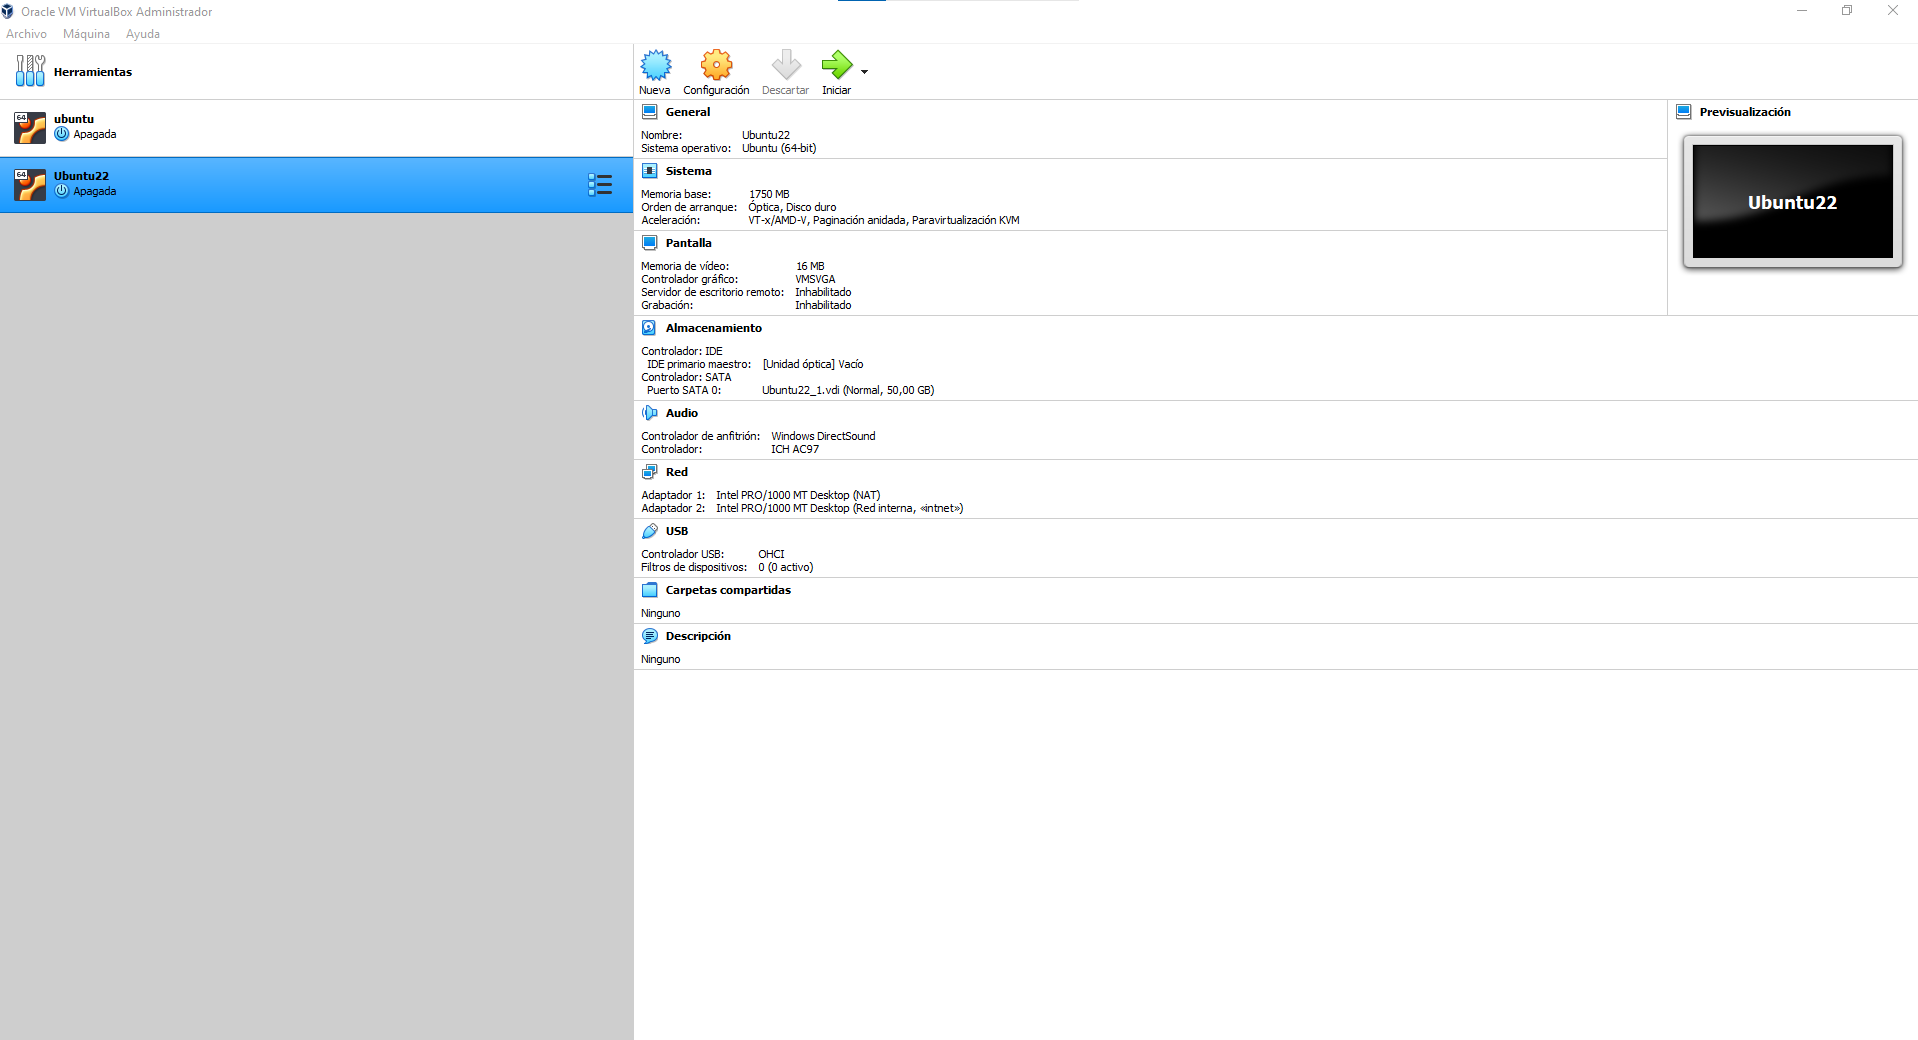 Oracle VM VirtualBox Administrador
Archivo Máquina Ayuda
Herramientas
64 ubuntu
Apagada
64 Ubuntu22
Apagada
Nueva Configuración Descartar Iniciar
General
Nombre: Ubuntu22
Sistema operativo: Ubuntu (64-bit)
Sistema
Memoria base: 1750 MB
Orden de arranque: Óptica, Disco duro
Aceleración: VT-x/AMD-V, Paginación anidada, Paravirtualización KVM
Pantalla
Memoria de vídeo: 16 MB
Controlador gráfico: VMSVGA
Servidor de escritorio remoto: Inhabilitado
Grabación: Inhabilitado
Previsualización
Ubuntu22
Almacenamiento
Controlador: IDE
IDE primario maestro: [Unidad óptica] Vacío
Controlador: SATA
Puerto SATA 0: Ubuntu22_1.vdi (Normal, 50,00 GB)
Audio
Controlador de anfitrión: Windows DirectSound
Controlador: ICH AC97
Red
Adaptador 1: Intel PRO/1000 MT Desktop (NAT)
Adaptador 2: Intel PRO/1000 MT Desktop (Red interna, «intnet»)
USB
Controlador USB: OHCI
Filtros de dispositivos: 0 (0 activo)
Carpetas compartidas
Ninguno
Descripción
Ninguno